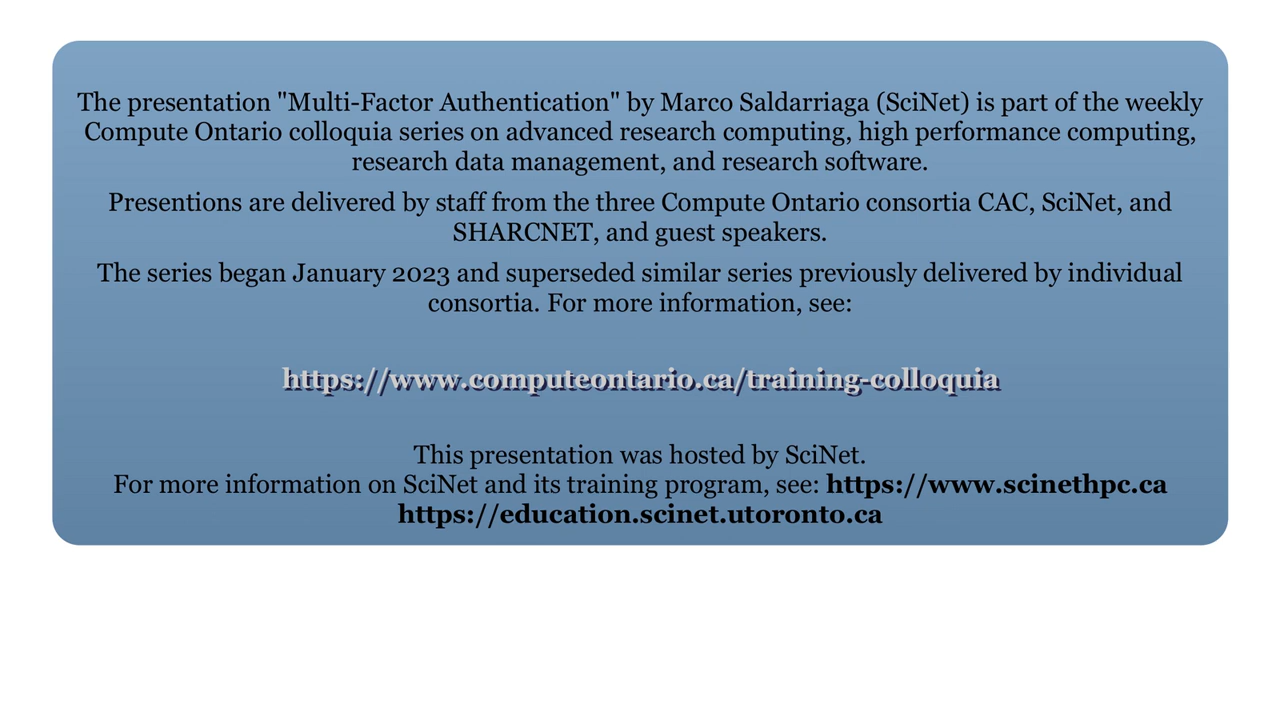 The presentation "Multi-Factor Authentication" by Marco Saldarriaga (SciNet) is part of the weekly
Compute Ontario colloquia series on advanced research computing, high performance computing,
research data management, and research software.
Presentions are delivered by staff from the three Compute Ontario consortia CAC, SciNet, and
SHARCNET, and guest speakers.
The series began January 2023 and superseded similar series previously delivered by individual
consortia. For more information, see:
https://www.computeontario.ca/training-colloquia
This presentation was hosted by SciNet.
For more information on SciNet and its training program, see: https://www.scinethpc.ca
https://education.scinet.utoronto.ca